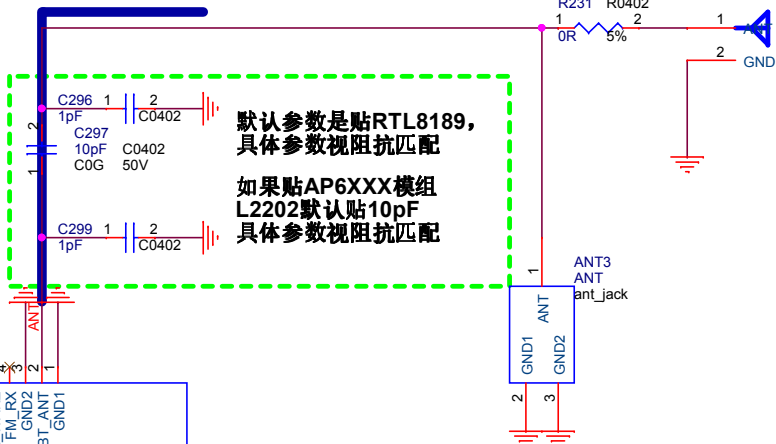 R231 R0402
1 2
0R 5%
1
2
GND
C296 1 2
1pF C0402
2
C297
10pF C0402
C0G 50V
1
C299 1 2
1pF C0402
默认参数是贴RTL8189，
具体参数视阻抗匹配
如果贴AP6XXX模组
L2202默认贴10pF
具体参数视阻抗匹配
ANT3
ANT
ant_jack
1
ANT
GND1
GND2
2
3
ANT
4
3
2
1
FM_RX
GND2
BT_ANT
GND1